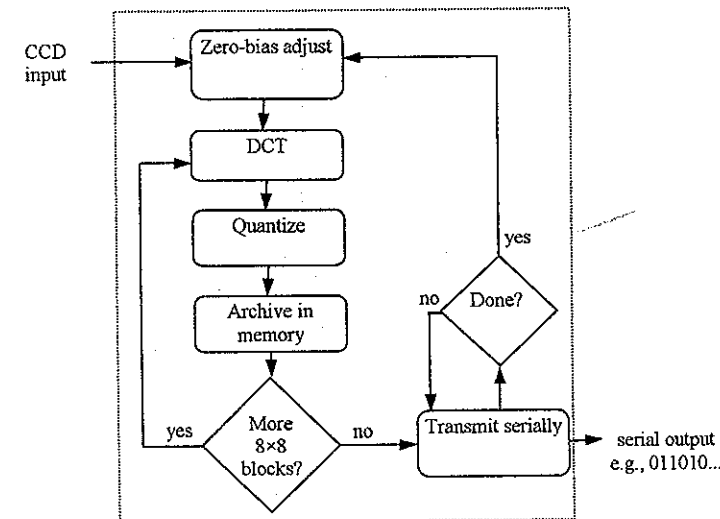 CCD
input
Zero-bias adjust
DCT
Quantize
Archive in
memory
More
8×8
blocks?
yes
no
Transmit serially
Done?
no
yes
serial output
e.g., 011010...